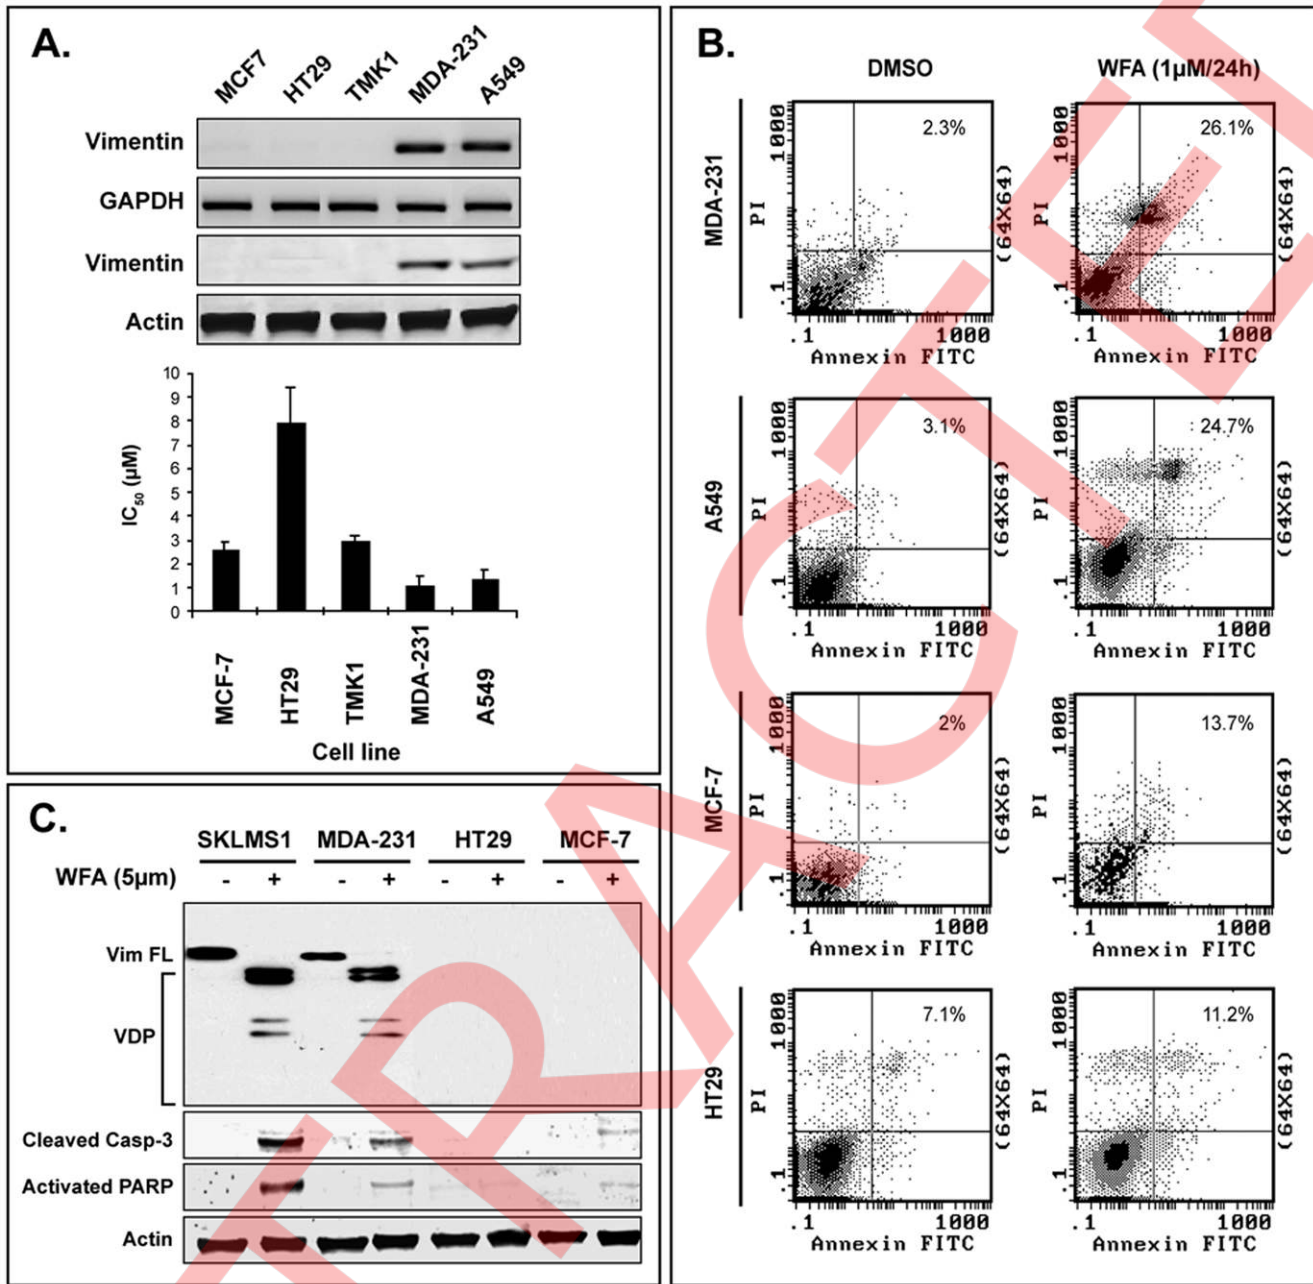 A.
MCF7 HT29 TMK1 MDA-231 A549
Vimentin
GAPDH
Vimentin
Actin
10
9
8
7
6
5
4
3
2
1
0
IC50 (µM)
MCF-7 HT29 TMK1 MDA-231 A549
Cell line
B.
DMSO WFA (1µM/24h)
MDA-231
PI 1000 .1 2.3% (64X64)
.1 1000
Annexin FITC
PI 1000 .1 26.1% (64X64)
.1 1000
Annexin FITC
A549
PI 1000 .1 3.1% (64X64)
.1 1000
Annexin FITC
PI 1000 .1 24.7% (64X64)
.1 1000
Annexin FITC
MCF-7
PI 1000 .1 2% (64X64)
.1 1000
Annexin FITC
PI 1000 .1 13.7% (64X64)
.1 1000
Annexin FITC
HT29
PI 1000 .1 7.1% (64X64)
.1 1000
Annexin FITC
PI 1000 .1 11.2% (64X64)
.1 1000
Annexin FITC
C.
SKLMS1 MDA-231 HT29 MCF-7
WFA (5µm) - + - + - + - +
Vim FL
VDP
Cleaved Casp-3
Activated PARP
Actin
TRACTE